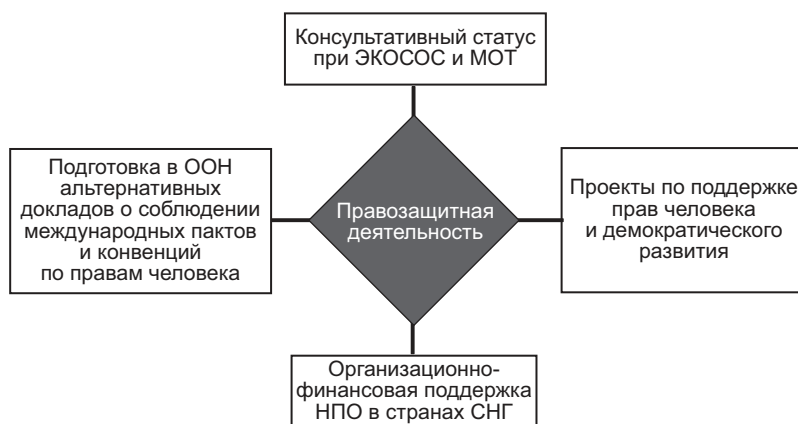 Консультативный статус
при ЭКОСОС и МОТ
Подготовка в ООН
альтернативных
докладов о соблюдении
международных пактов
и конвенций
по правам человека
Правозащитная
деятельность
Проекты по поддержке
прав человека
и демократического
развития
Организационно-
финансовая поддержка
НПО в странах СНГ